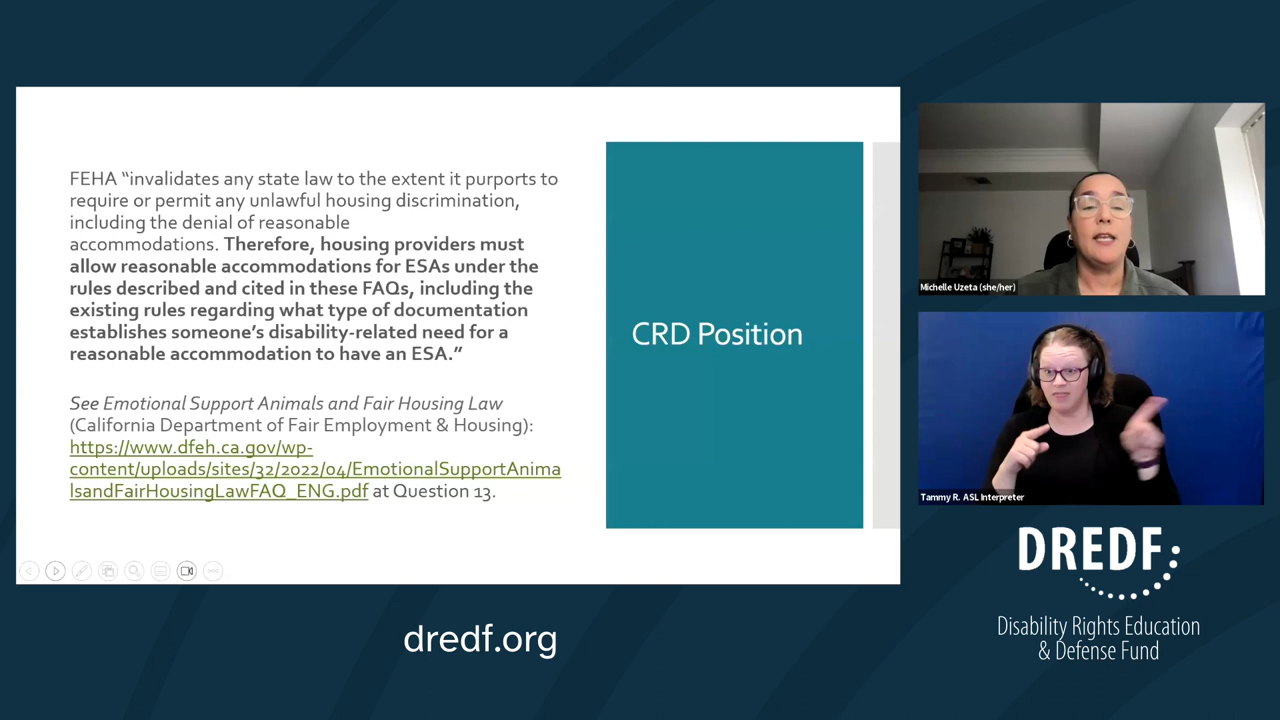 FEHA “invalidates any state law to the extent it purports to
require or permit any unlawful housing discrimination,
including the denial of reasonable
accommodations. Therefore, housing providers must
allow reasonable accommodations for ESAs under the
rules described and cited in these FAQs, including the
existing rules regarding what type of documentation
establishes someone’s disability-related need for a
reasonable accommodation to have an ESA.”
See Emotional Support Animals and Fair Housing Law
(California Department of Fair Employment & Housing):
https://www.dfeh.ca.gov/wp-
content/uploads/sites/32/2022/04/EmotionalSupportAnima
lsandFairHousingLawFAQ_ENG.pdf at Question 13.
CRD Position
Michelle Uzeta (she/her)
Tammy R. ASL Interpreter
DREDF
Disability Rights Education
& Defense Fund
dredf.org